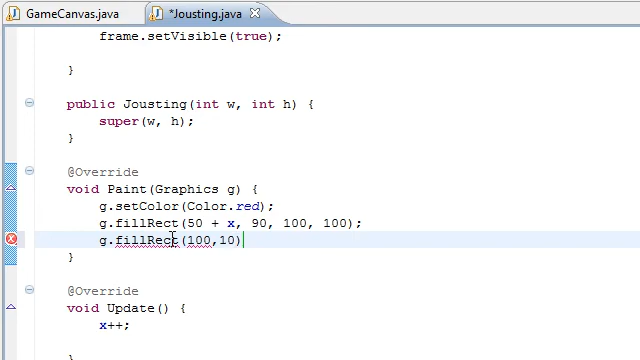 GameCanvas.java
*Jousting.java
frame.setVisible(true);
}
public Jousting(int w, int h) {
super(w, h);
}
@Override
void Paint(Graphics g) {
g.setColor(Color.red);
g.fillRect(50 + x, 90, 100, 100);
g.fillRect(100,10)
}
@Override
void Update() {
x++;
}